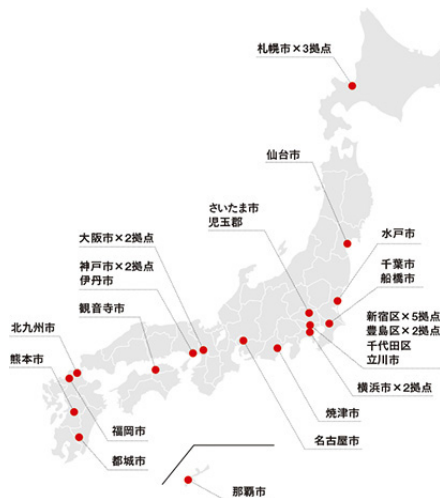 札幌市×3拠点
仙台市
さいたま市
児玉郡
水戸市
大阪市×2拠点
神戸市×2拠点
伊丹市
千葉市
船橋市
観音寺市
新宿区×5拠点
豊島区×2拠点
千代田区
立川市
北九州市
熊本市
横浜市×2拠点
焼津市
名古屋市
福岡市
都城市
那覇市